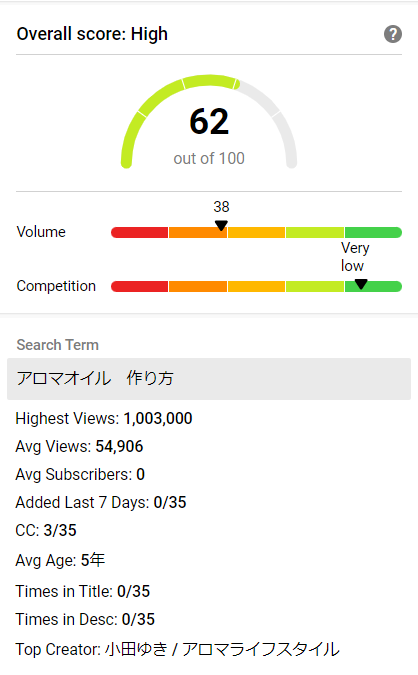 Overall score: High
?
62
out of 100
38
Volume
Very
low
Competition
Search Term
アロマオイル　作り方
Highest Views: 1,003,000
Avg Views: 54,906
Avg Subscribers: 0
Added Last 7 Days: 0/35
CC: 3/35
Avg Age: 5年
Times in Title: 0/35
Times in Desc: 0/35
Top Creator: 小田ゆき / アロマライフスタイル